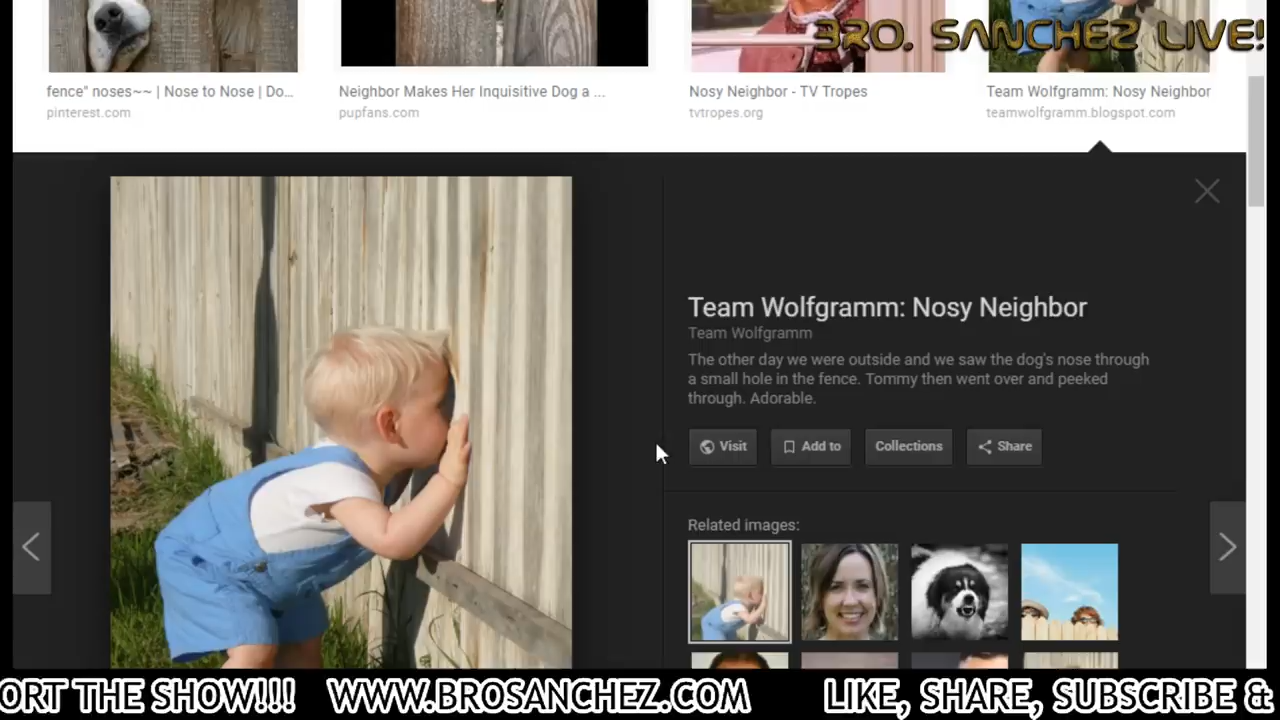 3RO. SANCHEZ LIVE!
fence" noses~~ | Nose to Nose | Do...
Neighbor Makes Her Inquisitive Dog a ...
Nosy Neighbor - TV Tropes
Team Wolfgramm: Nosy Neighbor
pinterest.com
pupfans.com
tvtropes.org
teamwolfgramm.blogspot.com
Team Wolfgramm: Nosy Neighbor
Team Wolfgramm
The other day we were outside and we saw the dog's nose through
a small hole in the fence. Tommy then went over and peeked
through. Adorable.
Visit
Add to
Collections
Share
Related images:
ORT THE SHOW!!! WWW.BROSANCHEZ.COM LIKE, SHARE, SUBSCRIBE &